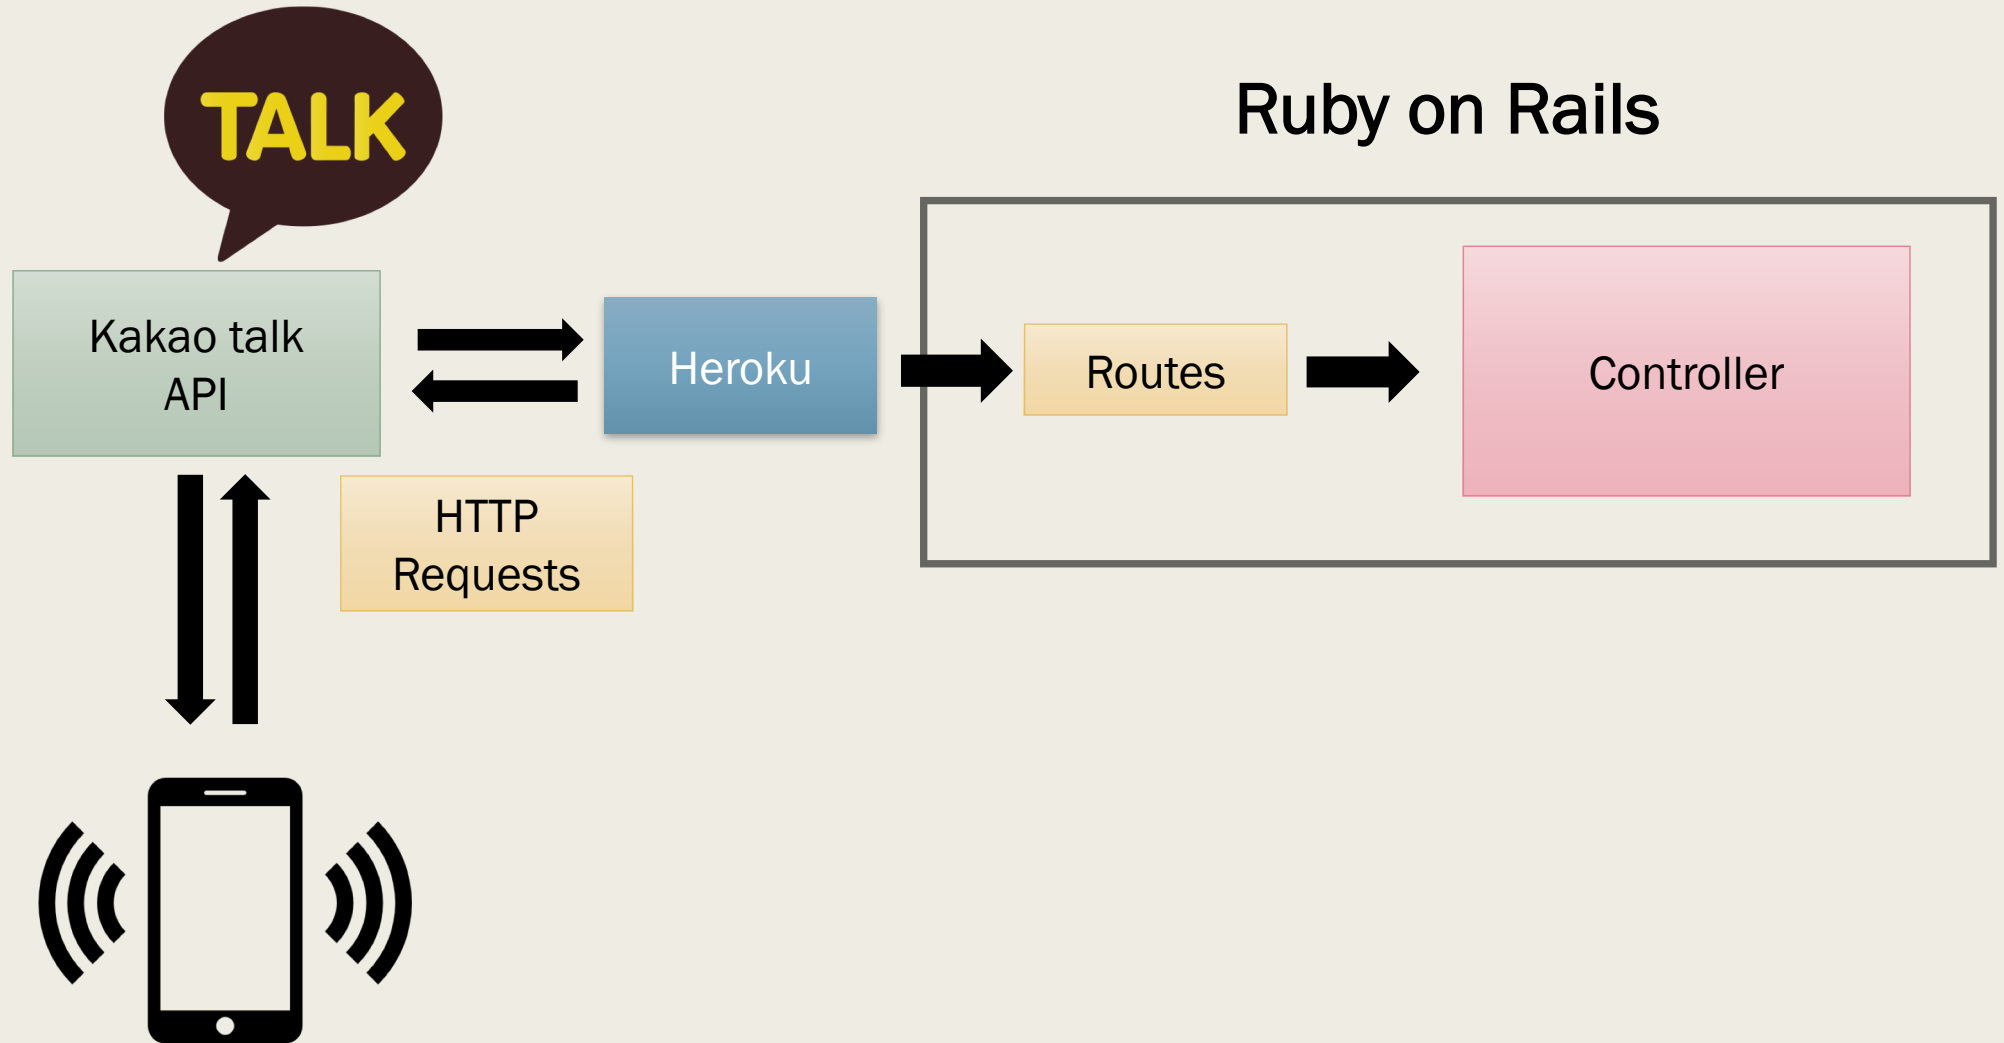 TALK
Ruby on Rails
Kakao talk
API
Heroku
Routes
Controller
HTTP
Requests